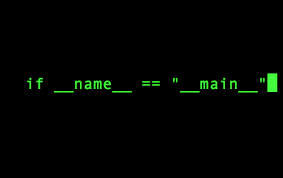 if __name__ == "__main__"